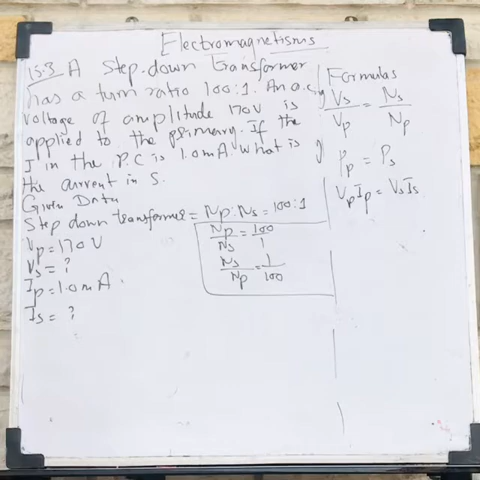 Electromagnetisms
15.3 A Step-down transformer
has a turn ratio 100:1. An a.c
voltage of amplitude 170V is
applied to the primary. If the
I in the P.C is 1.0mA. What is
the current in S.
Given Data
Step down transformer = Np:Ns = 100:1
Vp = 170 V
Vs = ?
Ip = 1.0mA.
Is = ?
Np/Ns = 100/1
Ns/Np = 1/100
Formulas
Vs/Vp = Ns/Np
Pp = Ps
VpIp = VsIs